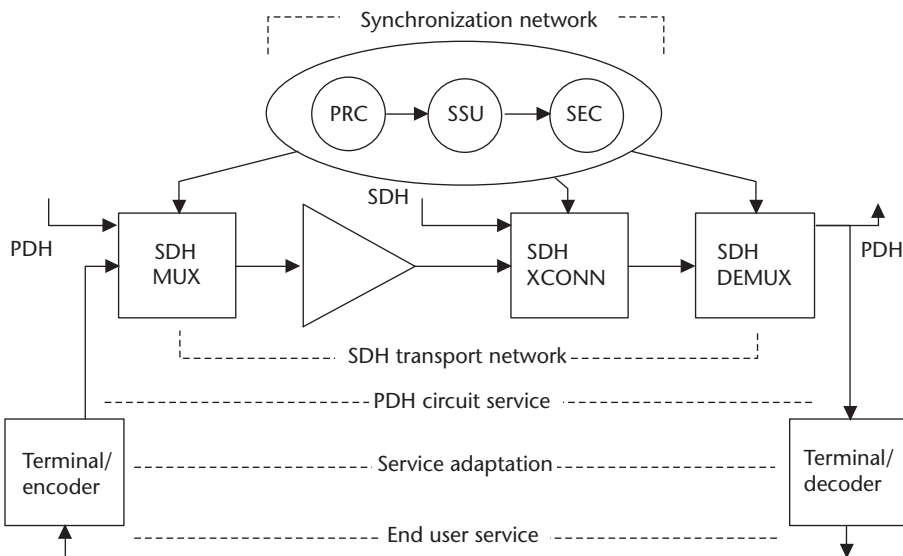 Synchronization network
PRC
SSU
SEC
SDH
PDH
SDH
MUX
SDH
XCONN
SDH
DEMUX
PDH
SDH transport network
PDH circuit service
Terminal/
encoder
Service adaptation
Terminal/
decoder
End user service